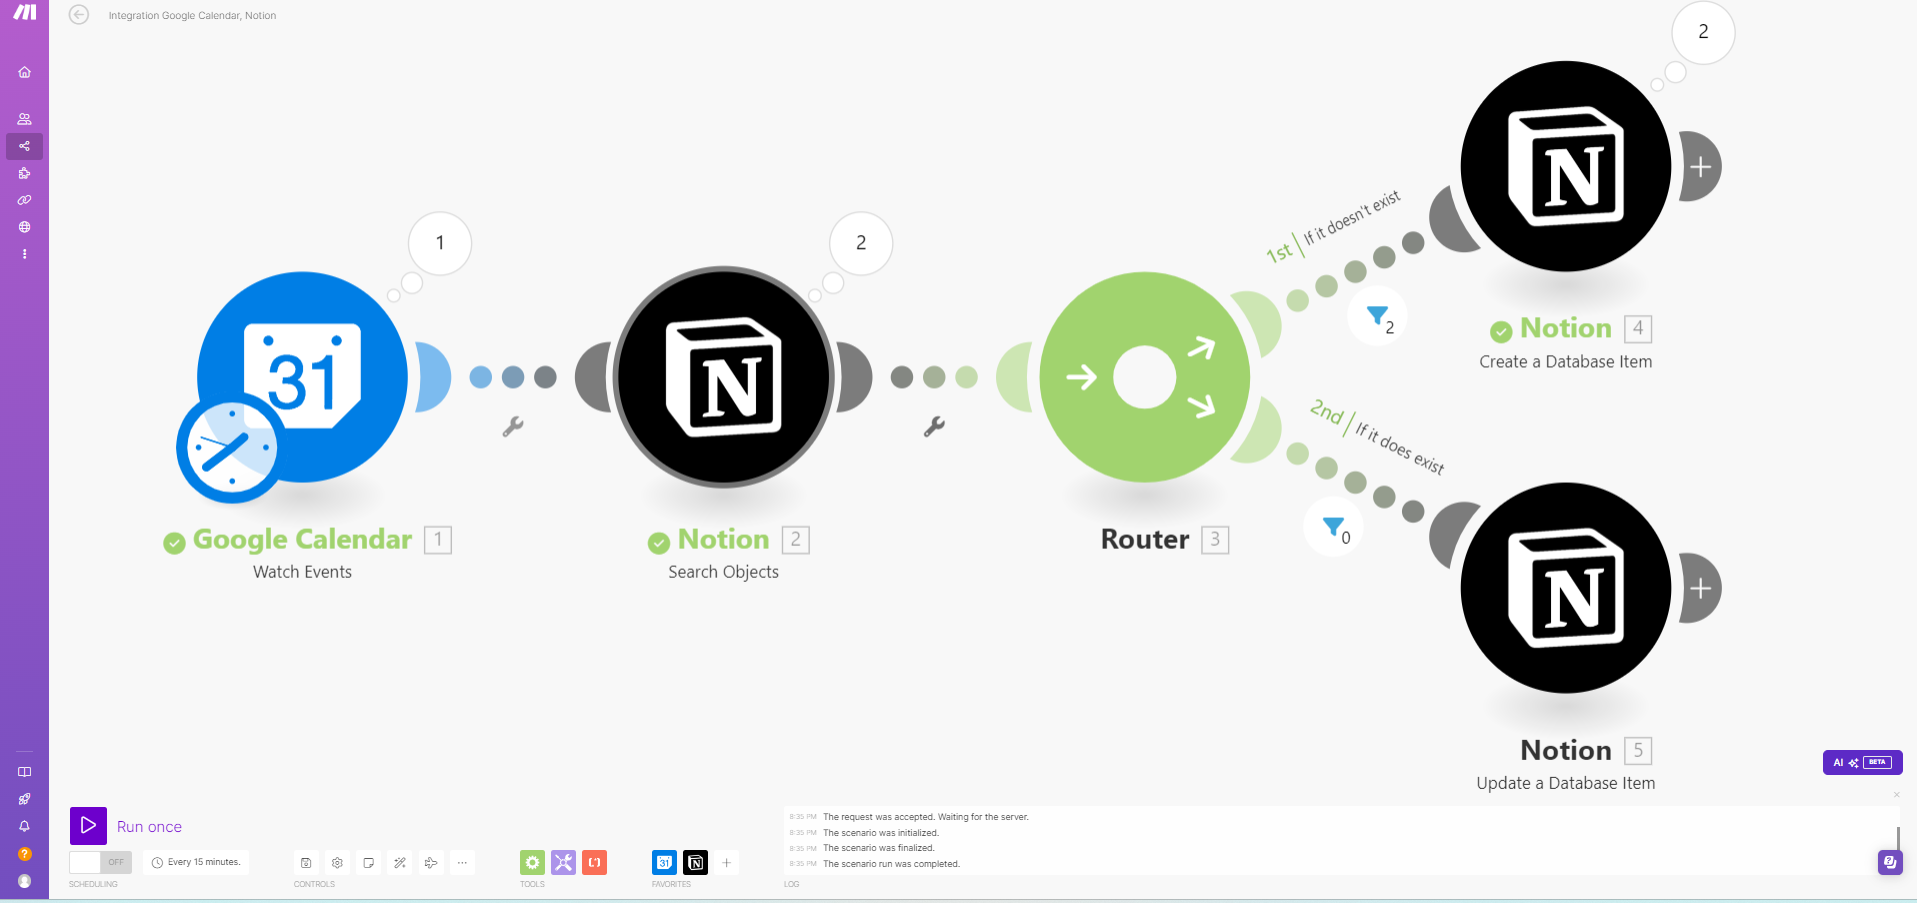 Integration Google Calendar, Notion
2
1
2
31
N
N
N
1st | If it doesn't exist
2
Notion 4
Create a Database Item
2nd | If it does exist
0
Google Calendar 1
Watch Events
Notion 2
Search Objects
Router 3
Notion 5
Update a Database Item
AI BETA
Run once
OFF
Every 15 minutes.
SCHEDULING
CONTROLS
TOOLS
31
FAVORITES
8:35 PM The request was accepted. Waiting for the server.
8:35 PM The scenario was initialized.
8:35 PM The scenario was finalized.
8:35 PM The scenario run was completed.
LOG